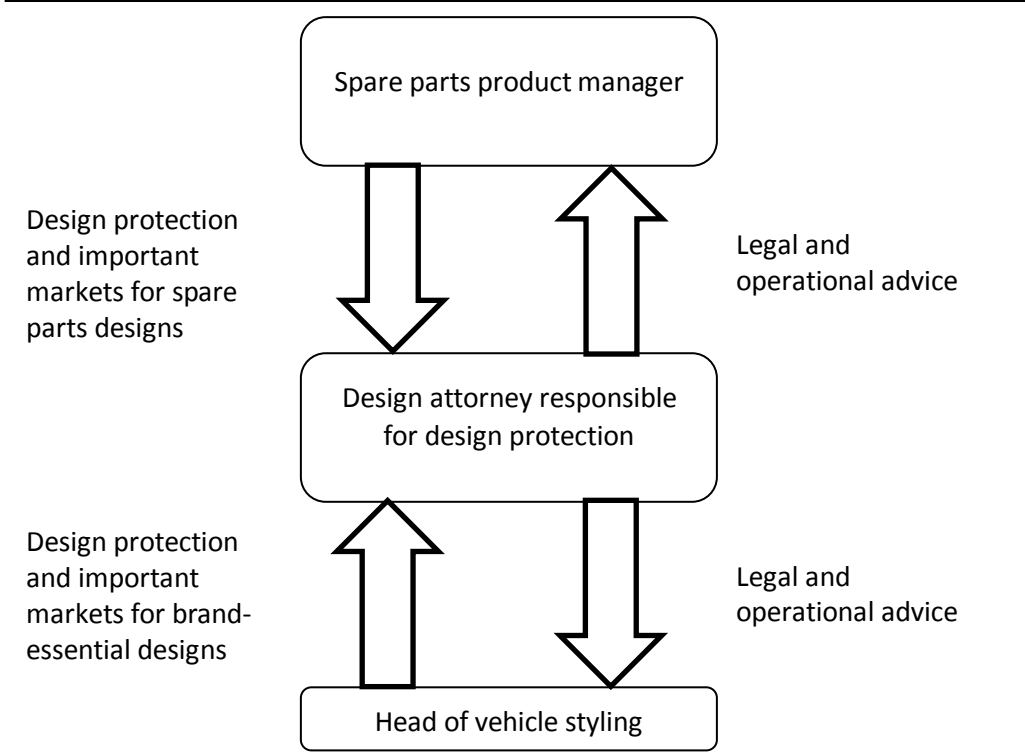 Spare parts product manager
Design protection
and important
markets for spare
parts designs
Legal and
operational advice
Design attorney responsible
for design protection
Design protection
and important
markets for brand-
essential designs
Legal and
operational advice
Head of vehicle styling